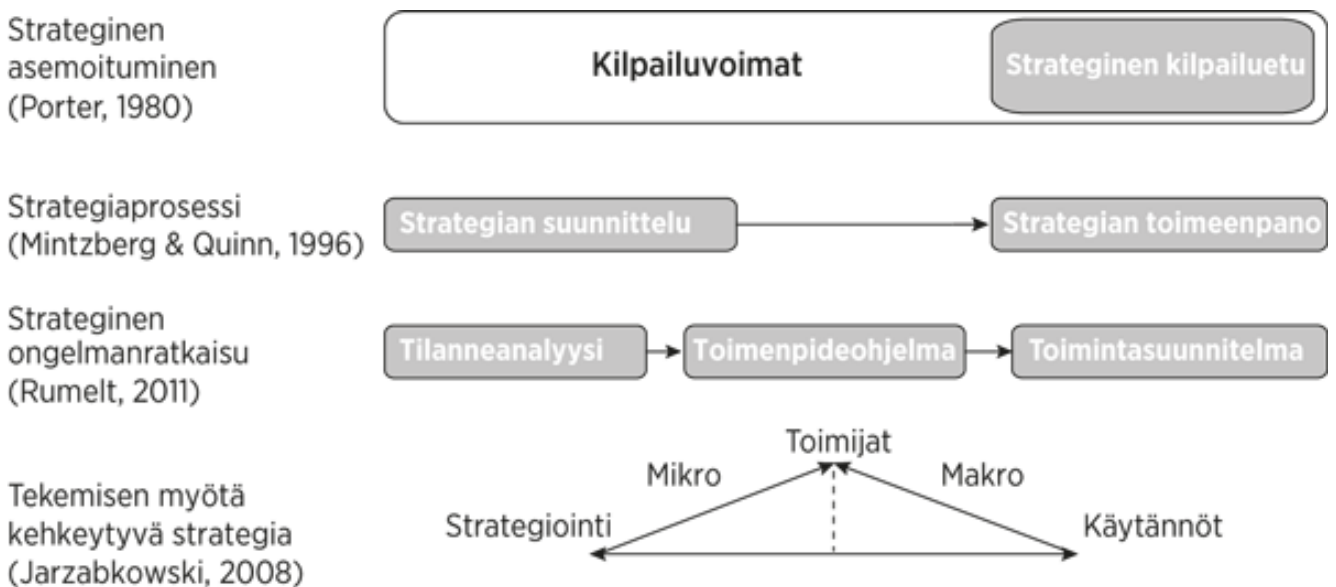 Strateginen
asemoituminen
(Porter, 1980)
Kilpailuvoimat
Strateginen kilpailuetu
Strategiaprosessi
(Mintzberg & Quinn, 1996)
Strategian suunnittelu
Strategian toimeenpano
Strateginen
ongelmanratkaisu
(Rumelt, 2011)
Tilanneanalyysi
Toimenpideohjelma
Toimintasuunnitelma
Tekemisen myötä
kehkeytyvä strategia
(Jarzabkowski, 2008)
Toimijat
Mikro
Makro
Strategiointi
Käytännöt